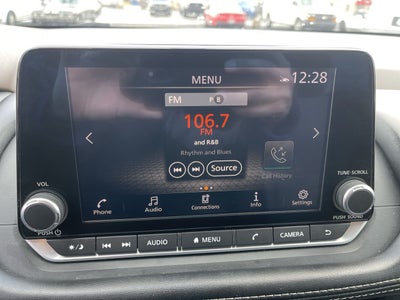 MENU
12:28
FM
P B
106.7
FM
and R&B
Rhythm and Blues
Source
Call History
VOL
TUNE·SCROLL
Phone
Audio
Connections
Info
Settings
PUSH
PUSH SOUND
AUDIO
MENU
CAMERA